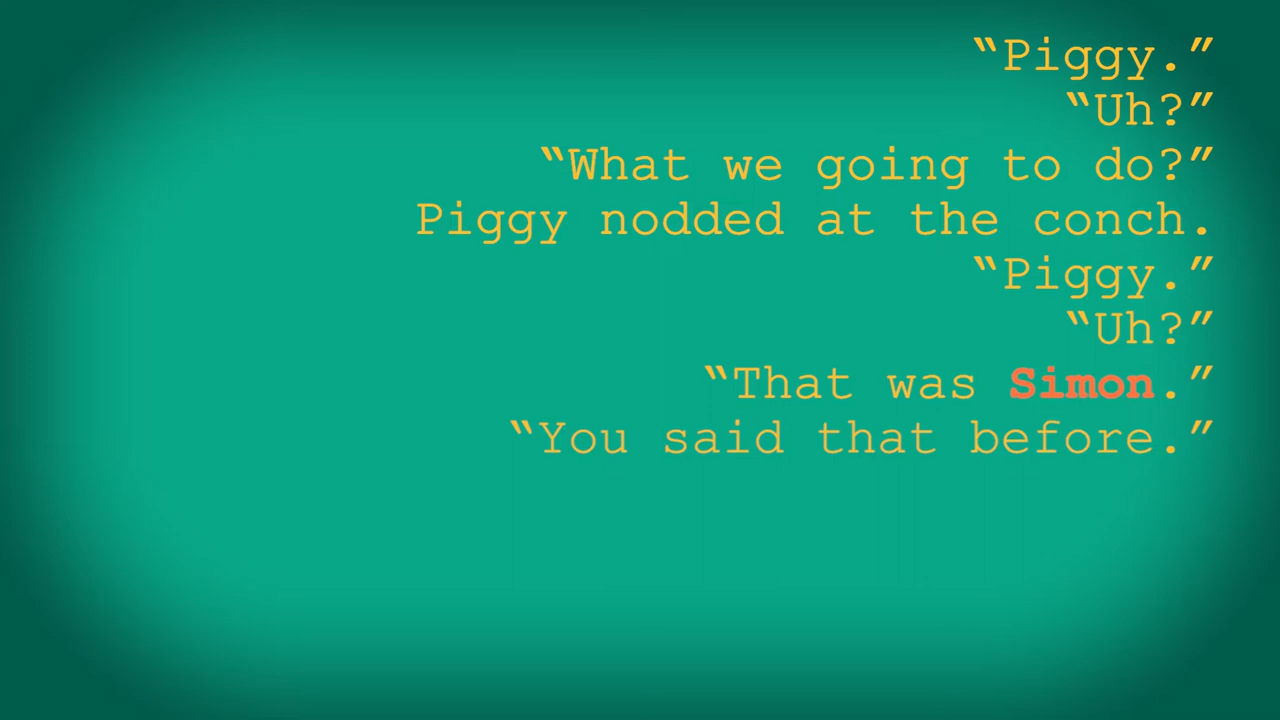 “Piggy.”
“Uh?”
“What we going to do?”
Piggy nodded at the conch.
“Piggy.”
“Uh?”
“That was Simon.”
“You said that before.”